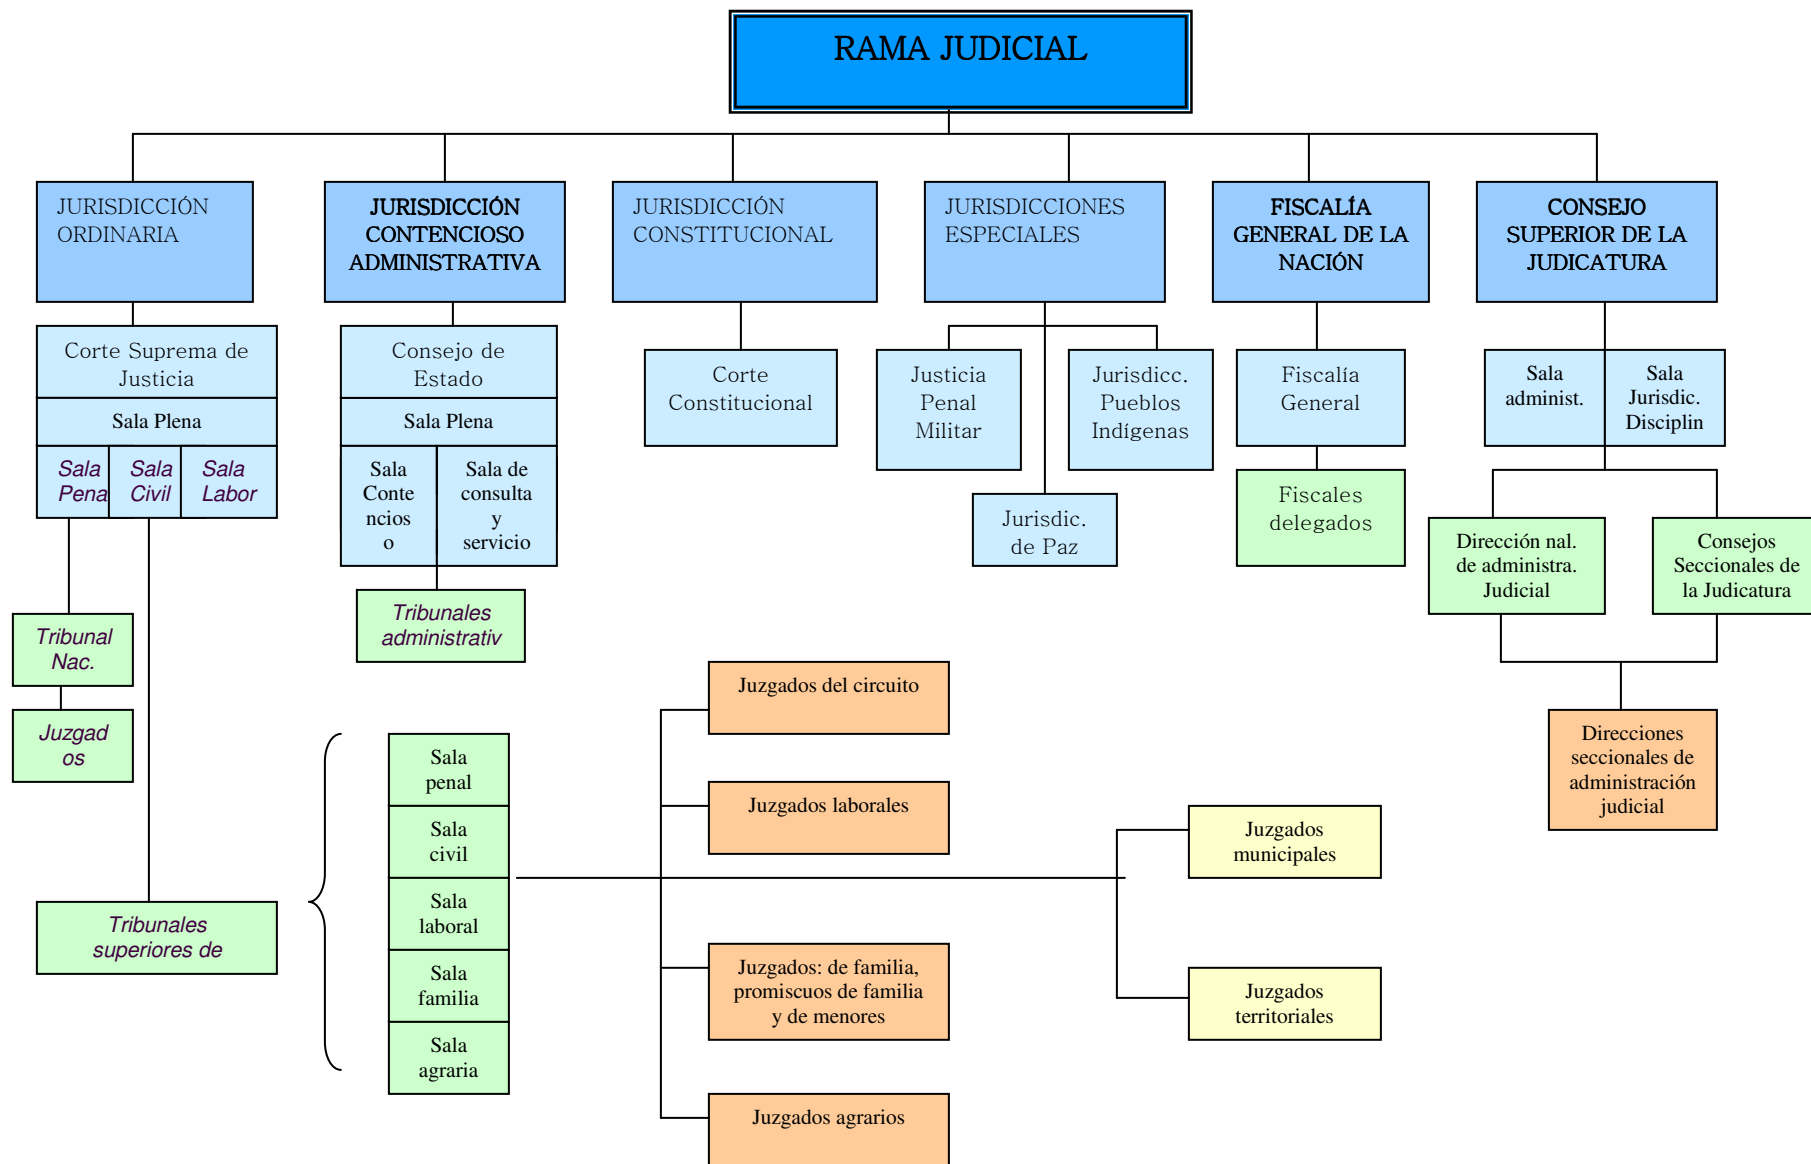 RAMA JUDICIAL
JURISDICCIÓN
ORDINARIA
JURISDICCIÓN
CONTENCIOSO
ADMINISTRATIVA
JURISDICCIÓN
CONSTITUCIONAL
JURISDICCIONES
ESPECIALES
FISCALÍA
GENERAL DE LA
NACIÓN
CONSEJO
SUPERIOR DE LA
JUDICATURA
Corte Suprema de
Justicia
Sala Plena
Sala
Pena
Sala
Civil
Sala
Labor
Consejo de
Estado
Sala Plena
Sala
Conte
ncios
o
Sala de
consulta
y
servicio
Corte
Constitucional
Justicia
Penal
Militar
Jurisdicc.
Pueblos
Indígenas
Jurisdic.
de Paz
Fiscalía
General
Fiscales
delegados
Sala
administ.
Sala
Jurisdic.
Disciplin
Dirección nal.
de administra.
Judicial
Consejos
Seccionales de
la Judicatura
Direcciones
seccionales de
administración
judicial
Tribunal
Nac.
Juzgad
os
Tribunales
administrativ
Tribunales
superiores de
Sala
penal
Sala
civil
Sala
laboral
Sala
familia
Sala
agraria
Juzgados del circuito
Juzgados laborales
Juzgados: de familia,
promiscuos de familia
y de menores
Juzgados agrarios
Juzgados
municipales
Juzgados
territoriales